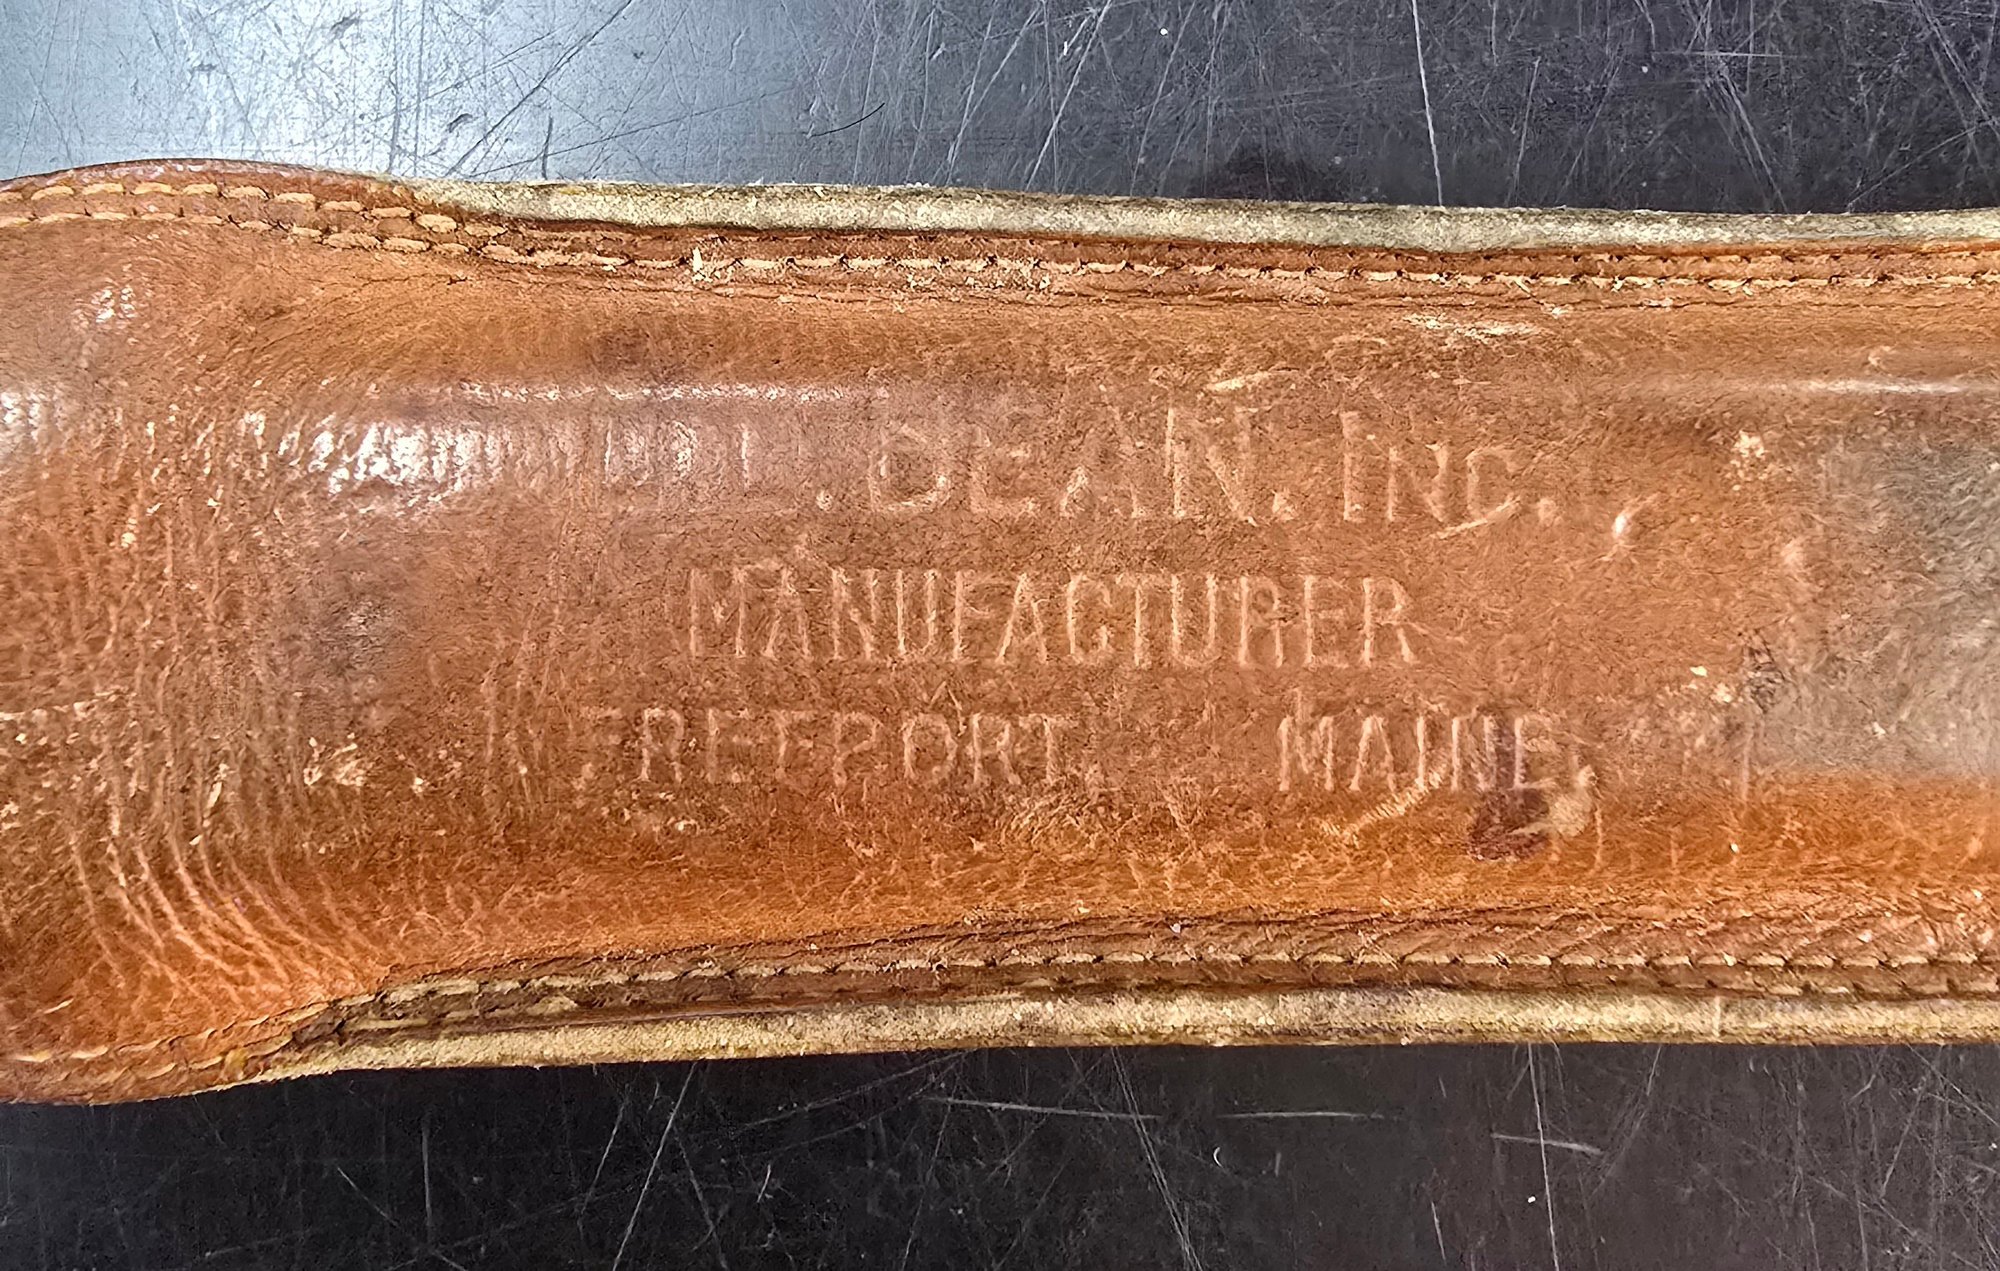 L. BEAN. INC.
MANUFACTURER
FREEPORT MAINE